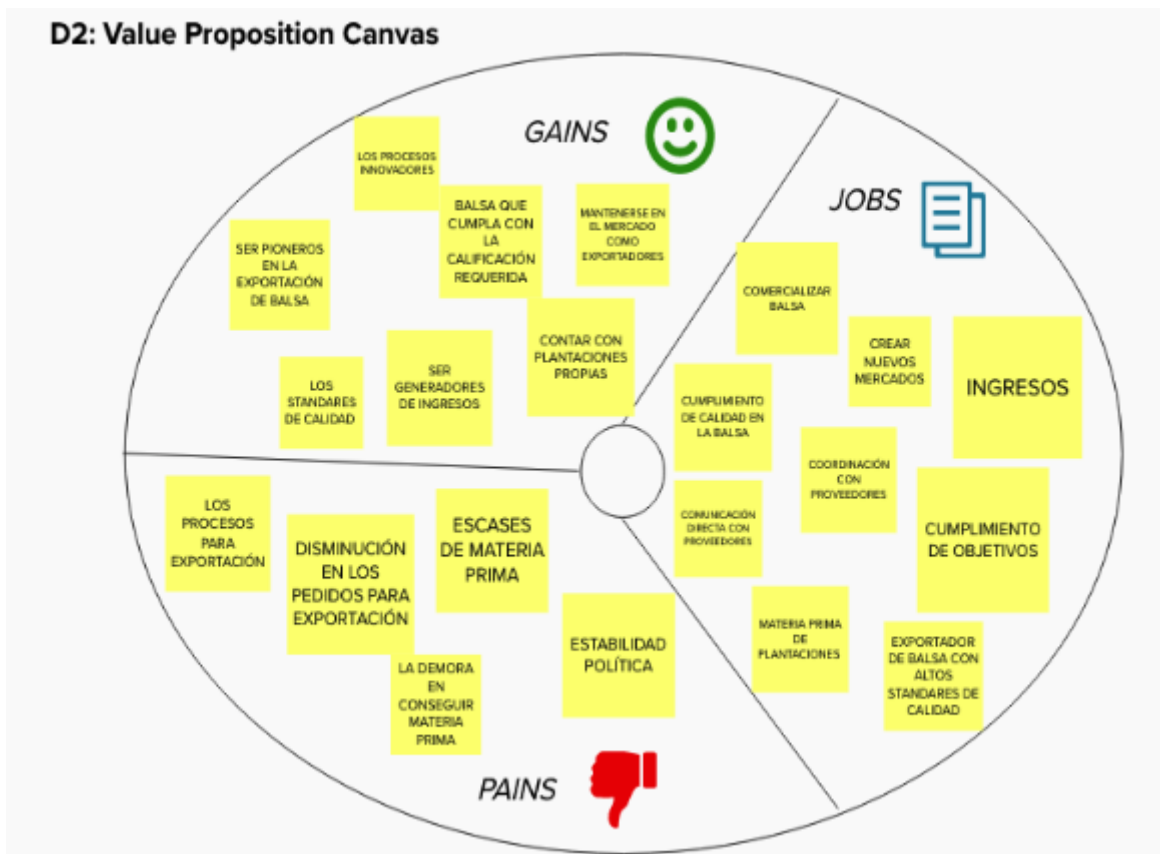 D2: Value Proposition Canvas
GAINS
LOS PROCESOS
INNOVADORES
BALSA QUE
CUMPLA CON
LA
CALIFICACIÓN
REQUERIDA
MANTENERSE EN
EL MERCADO
COMO
EXPORTADORES
SER PIONEROS
EN LA
EXPORTACIÓN
DE BALSA
CONTAR CON
PLANTACIONES
PROPIAS
LOS
STANDARES
DE CALIDAD
SER
GENERADORES
DE INGRESOS
JOBS
COMERCIALIZAR
BALSA
CREAR
NUEVOS
MERCADOS
INGRESOS
CUMPLIMIENTO
DE CALIDAD EN
LA BALSA
COORDINACIÓN
CON
PROVEEDORES
COMUNICACIÓN
DIRECTA CON
PROVEEDORES
CUMPLIMIENTO
DE OBJETIVOS
MATERIA PRIMA
DE
PLANTACIONES
EXPORTADOR
DE BALSA CON
ALTOS
STANDARES DE
CALIDAD
LOS
PROCESOS
PARA
EXPORTACIÓN
DISMINUCIÓN
EN LOS
PEDIDOS PARA
EXPORTACIÓN
ESCASES
DE MATERIA
PRIMA
ESTABILIDAD
POLÍTICA
LA DEMORA
EN
CONSEGUIR
MATERIA
PRIMA
PAINS